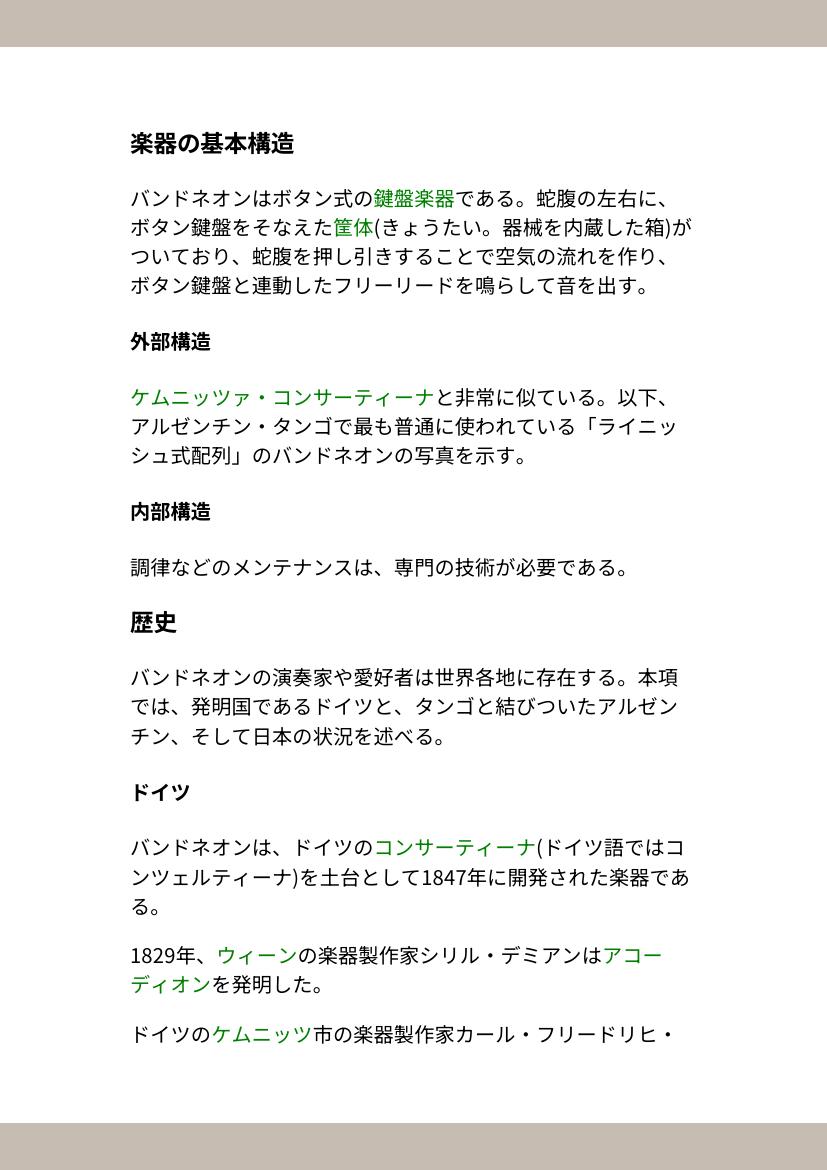 楽器の基本構造
バンドネオンはボタン式の鍵盤楽器である。蛇腹の左右に、
ボタン鍵盤をそなえた筐体(きょうたい。器械を内蔵した箱)が
ついており、蛇腹を押し引きすることで空気の流れを作り、
ボタン鍵盤と連動したフリーリードを鳴らして音を出す。
外部構造
ケムニッツァ・コンサーティーナと非常に似ている。以下、
アルゼンチン・タンゴで最も普通に使われている「ライニッ
シュ式配列」のバンドネオンの写真を示す。
内部構造
調律などのメンテナンスは、専門の技術が必要である。
歴史
バンドネオンの演奏家や愛好者は世界各地に存在する。本項
では、発明国であるドイツと、タンゴと結びついたアルゼン
チン、そして日本の状況を述べる。
ドイツ
バンドネオンは、ドイツのコンサーティーナ(ドイツ語ではコ
ンツェルティーナ)を土台として1847年に開発された楽器であ
る。
1829年、ウィーンの楽器製作家シリル・デミアンはアコー
ディオンを発明した。
ドイツのケムニッツ市の楽器製作家カール・フリードリヒ・